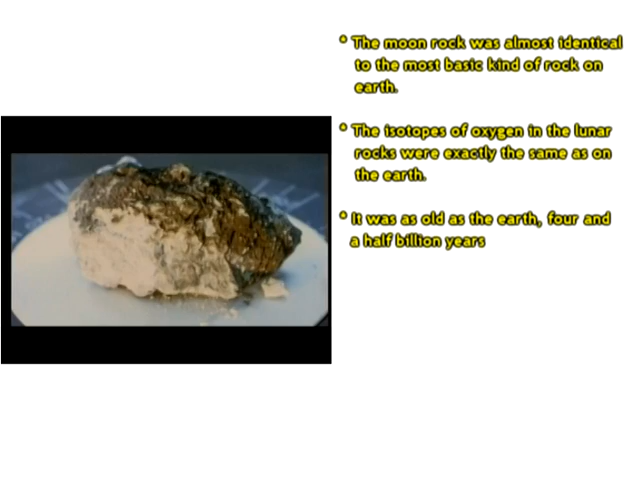 * The moon rock was almost identical
to the most basic kind of rock on
earth.
* The isotopes of oxygen in the lunar
rocks were exactly the same as on
the earth.
* It was as old as the earth, four and
a half billion years